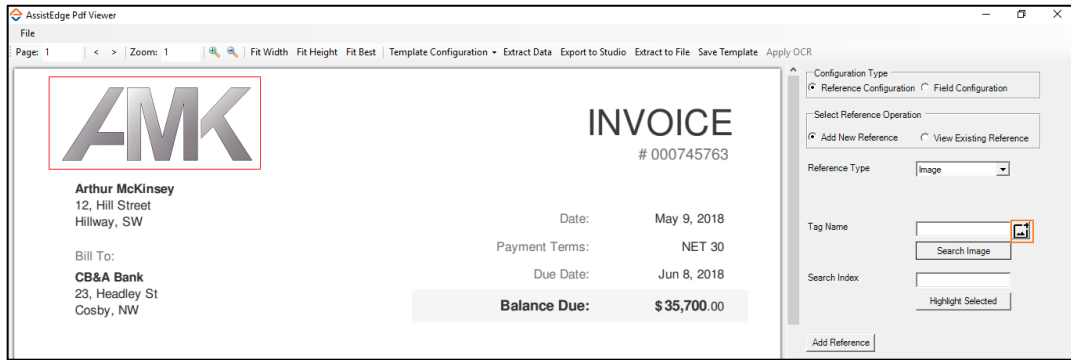 AssistEdge Pdf Viewer
File
Page: 1 < > Zoom: 1 Fit Width Fit Height Fit Best Template Configuration Extract Data Export to Studio Extract to File Save Template Apply OCR
AMK
INVOICE
# 000745763
Arthur McKinsey
12, Hill Street
Hillway, SW
Date: May 9, 2018
Payment Terms: NET 30
Bill To:
Due Date: Jun 8, 2018
CB&A Bank
23, Headley St
Cosby, NW
Balance Due: $35,700.00
Configuration Type
Reference Configuration Field Configuration
Select Reference Operation
Add New Reference View Existing Reference
Reference Type Image
Tag Name
Search Image
Search Index
Highlight Selected
Add Reference